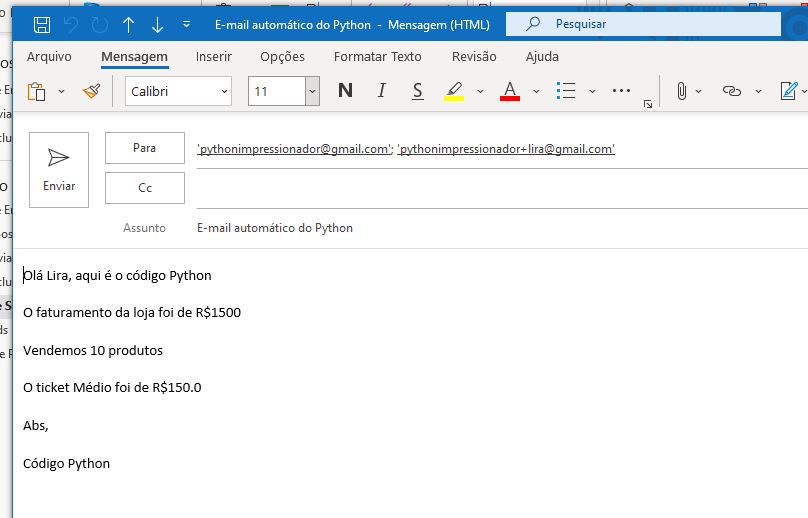 E-mail automático do Python - Mensagem (HTML)
Pesquisar
Arquivo Mensagem Inserir Opções Formatar Texto Revisão Ajuda
Calibri 11 N I S A
Para 'pythonimpressionador@gmail.com'; 'pythonimpressionador+lira@gmail.com'
Enviar
Cc
Assunto E-mail automático do Python
Olá Lira, aqui é o código Python
O faturamento da loja foi de R$1500
Vendemos 10 produtos
O ticket Médio foi de R$150.0
Abs,
Código Python